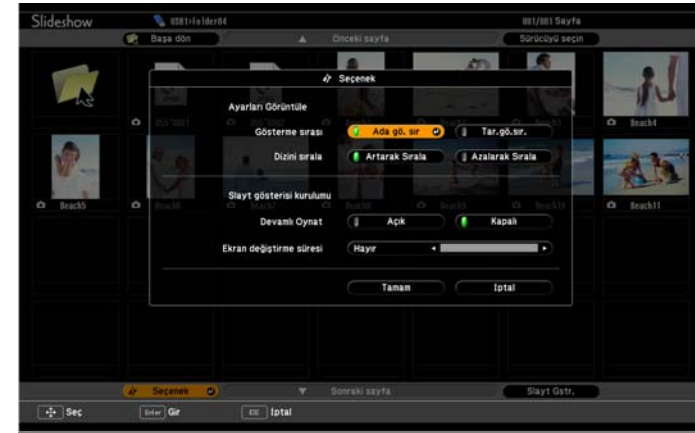 Slideshow USB1>Folder04 001/001 Sayfa
Başa dön ▲ Önceki sayfa Sürücüyü seçin
Seçenek
Ayarları Görüntüle
Gösterme sırası Ada gö. sır Tar.gö.sır.
Beach4
Dizini sırala Artarak Sırala Azalarak Sırala
Slayt gösterisi kurulumu
Beach5 Beach6 Beach11
Devamlı Oynat Açık Kapalı
Ekran değiştirme süresi Hayır
Tamam İptal
Seçenek ▼ Sonraki sayfa Slayt Gstr.
Seç Enter Gir ESC İptal